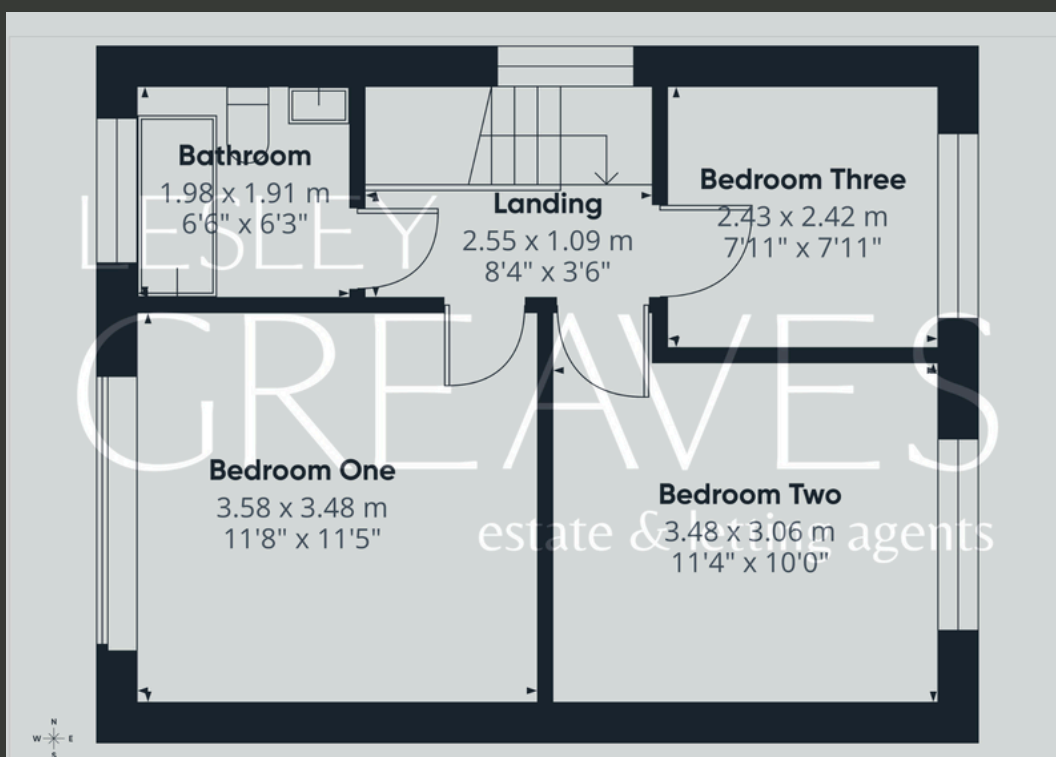 Bathroom
1.98 x 1.91 m
6'6" x 6'3"
Landing
2.55 x 1.09 m
8'4" x 3'6"
Bedroom Three
2.43 x 2.42 m
7'11" x 7'11"
LESLEY
GREAVES
estate & letting agents
Bedroom One
3.58 x 3.48 m
11'8" x 11'5"
Bedroom Two
3.48 x 3.06 m
11'4" x 10'0"
N
W E
S